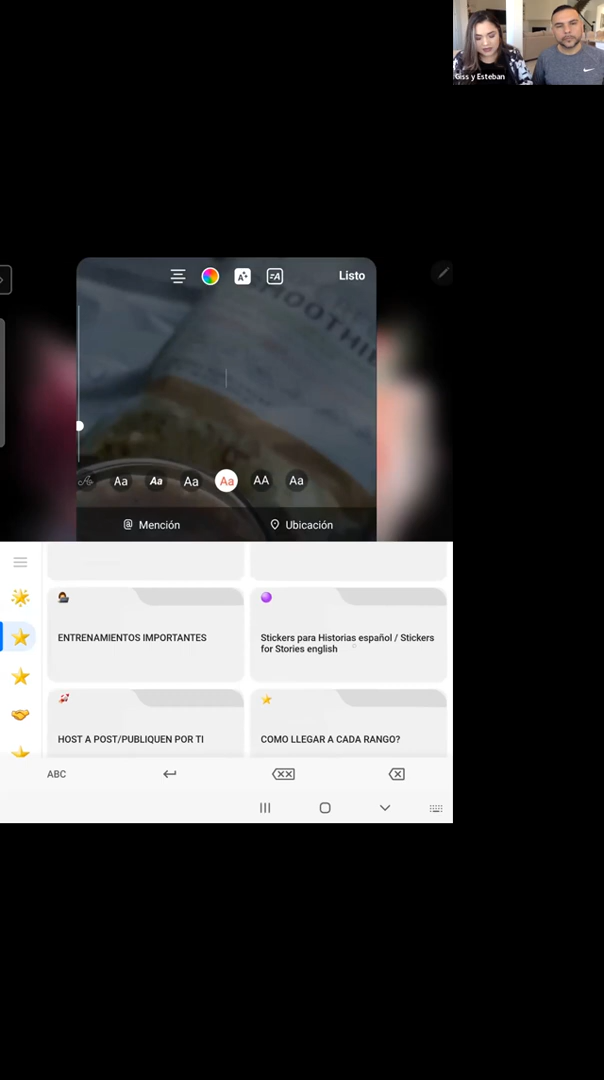 Giss y Esteban
Listo
SMOOTHIE
Aa
Aa
Aa
Aa
AA
Aa
@ Mención
Ubicación
ENTRENAMIENTOS IMPORTANTES
Stickers para Historias español / Stickers
for Stories english
HOST A POST/PUBLIQUEN POR TI
COMO LLEGAR A CADA RANGO?
ABC